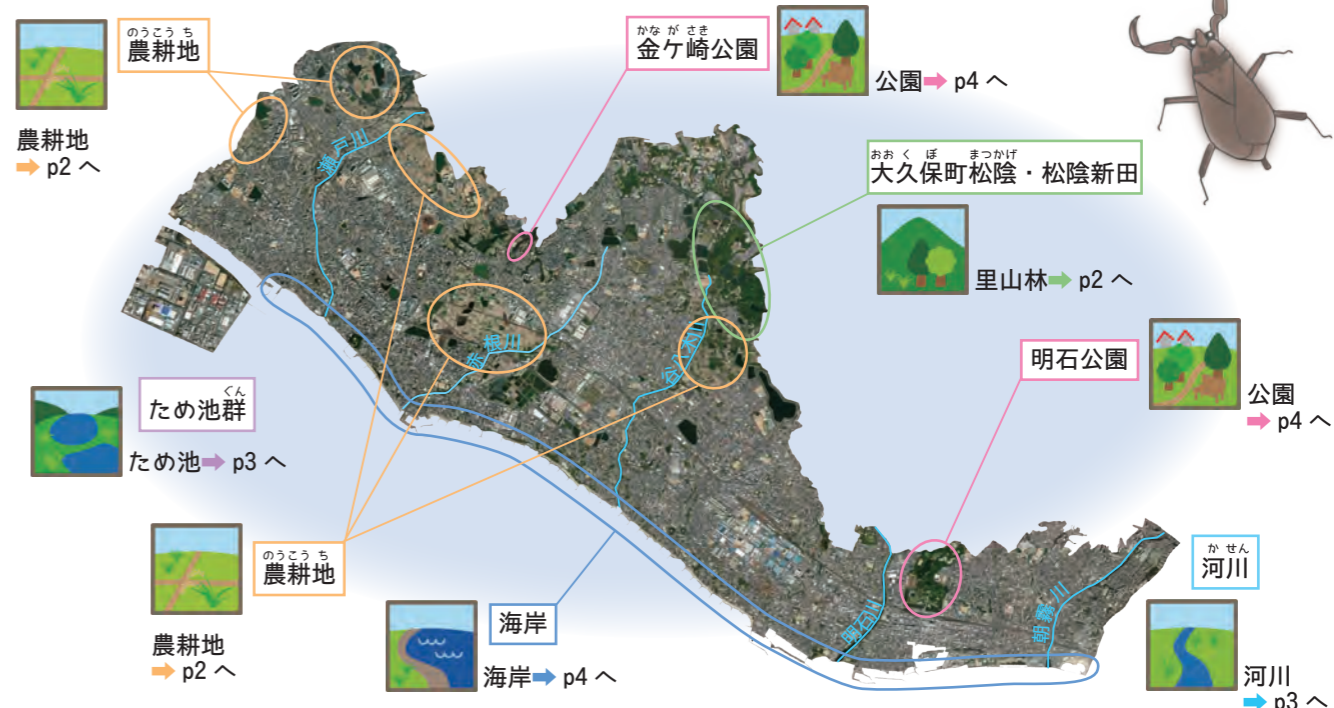 のうこうち
農耕地
農耕地
➡ p2 へ
かながさき
金ケ崎公園
公園➡ p4 へ
おおくぼ まつかげ
大久保町松陰・松陰新田
里山林➡ p2 へ
瀬戸川
赤根川
谷八木川
明石公園
公園
➡ p4 へ
ぐん
ため池群
ため池➡ p3 へ
のうこうち
農耕地
農耕地
➡ p2 へ
海岸
海岸➡ p4 へ
明石川
朝霧川
かせん
河川
河川
➡ p3 へ